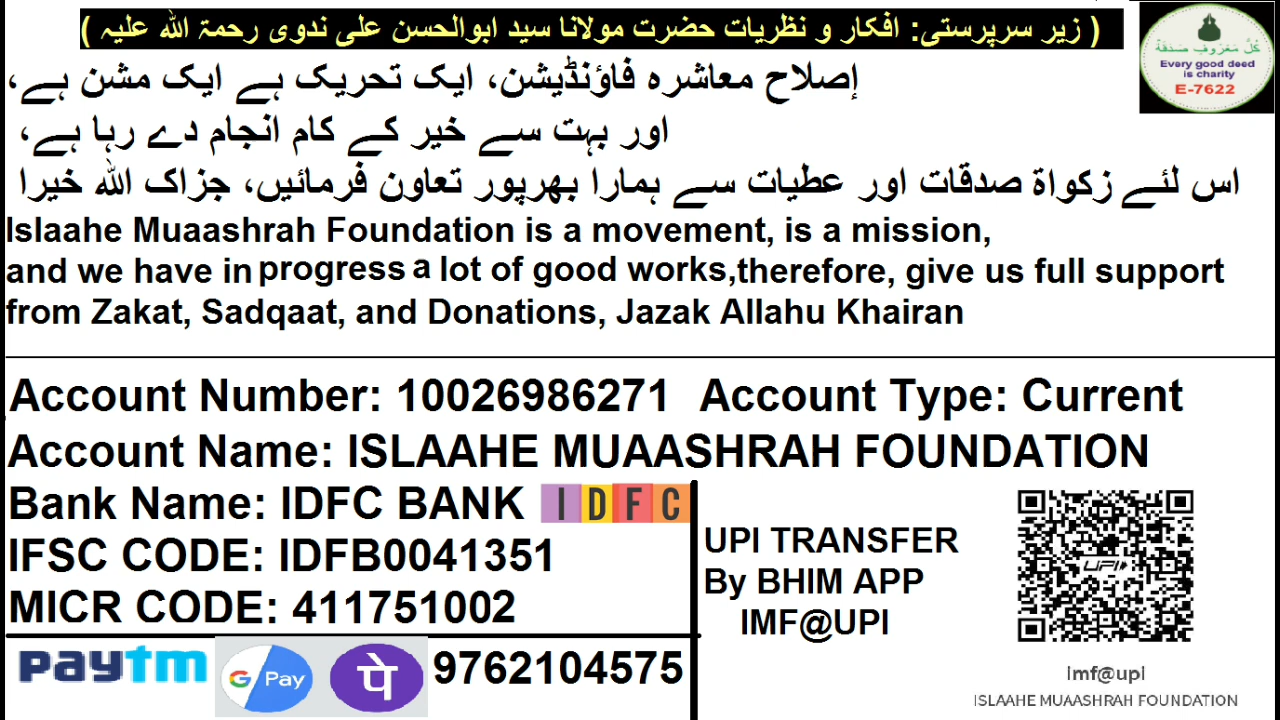 ( زیر سرپرستی: افکار و نظریات حضرت مولانا سید ابوالحسن علی ندوی رحمۃ اللہ علیہ )
كُلُّ مَعْرُوفٍ صَدَقَةٌ
Every good deed
is charity
E-7622
إصلاح معاشرہ فاؤنڈیشن، ایک تحریک ہے ایک مشن ہے،
اور بہت سے خیر کے کام انجام دے رہا ہے،
اس لئے زکواۃ صدقات اور عطیات سے ہمارا بھرپور تعاون فرمائیں، جزاک اللہ خیرا
Islaahe Muaashrah Foundation is a movement, is a mission,
and we have in progress a lot of good works,therefore, give us full support
from Zakat, Sadqaat, and Donations, Jazak Allahu Khairan
Account Number: 10026986271 Account Type: Current
Account Name: ISLAAHE MUAASHRAH FOUNDATION
Bank Name: IDFC BANK IDFC
IFSC CODE: IDFB0041351
MICR CODE: 411751002
UPI TRANSFER
By BHIM APP
IMF@UPI
UPI
imf@upi
ISLAAHE MUAASHRAH FOUNDATION
paytm G Pay पे 9762104575